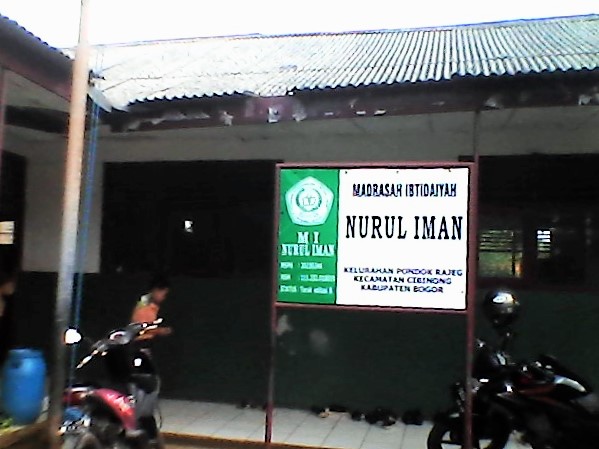 M I
NURUL IMAN
MADRASAH IBTIDAIYAH
NURUL IMAN
KELURAHAN PONDOK RAJEG
KECAMATAN CIBINONG
KABUPATEN BOGOR